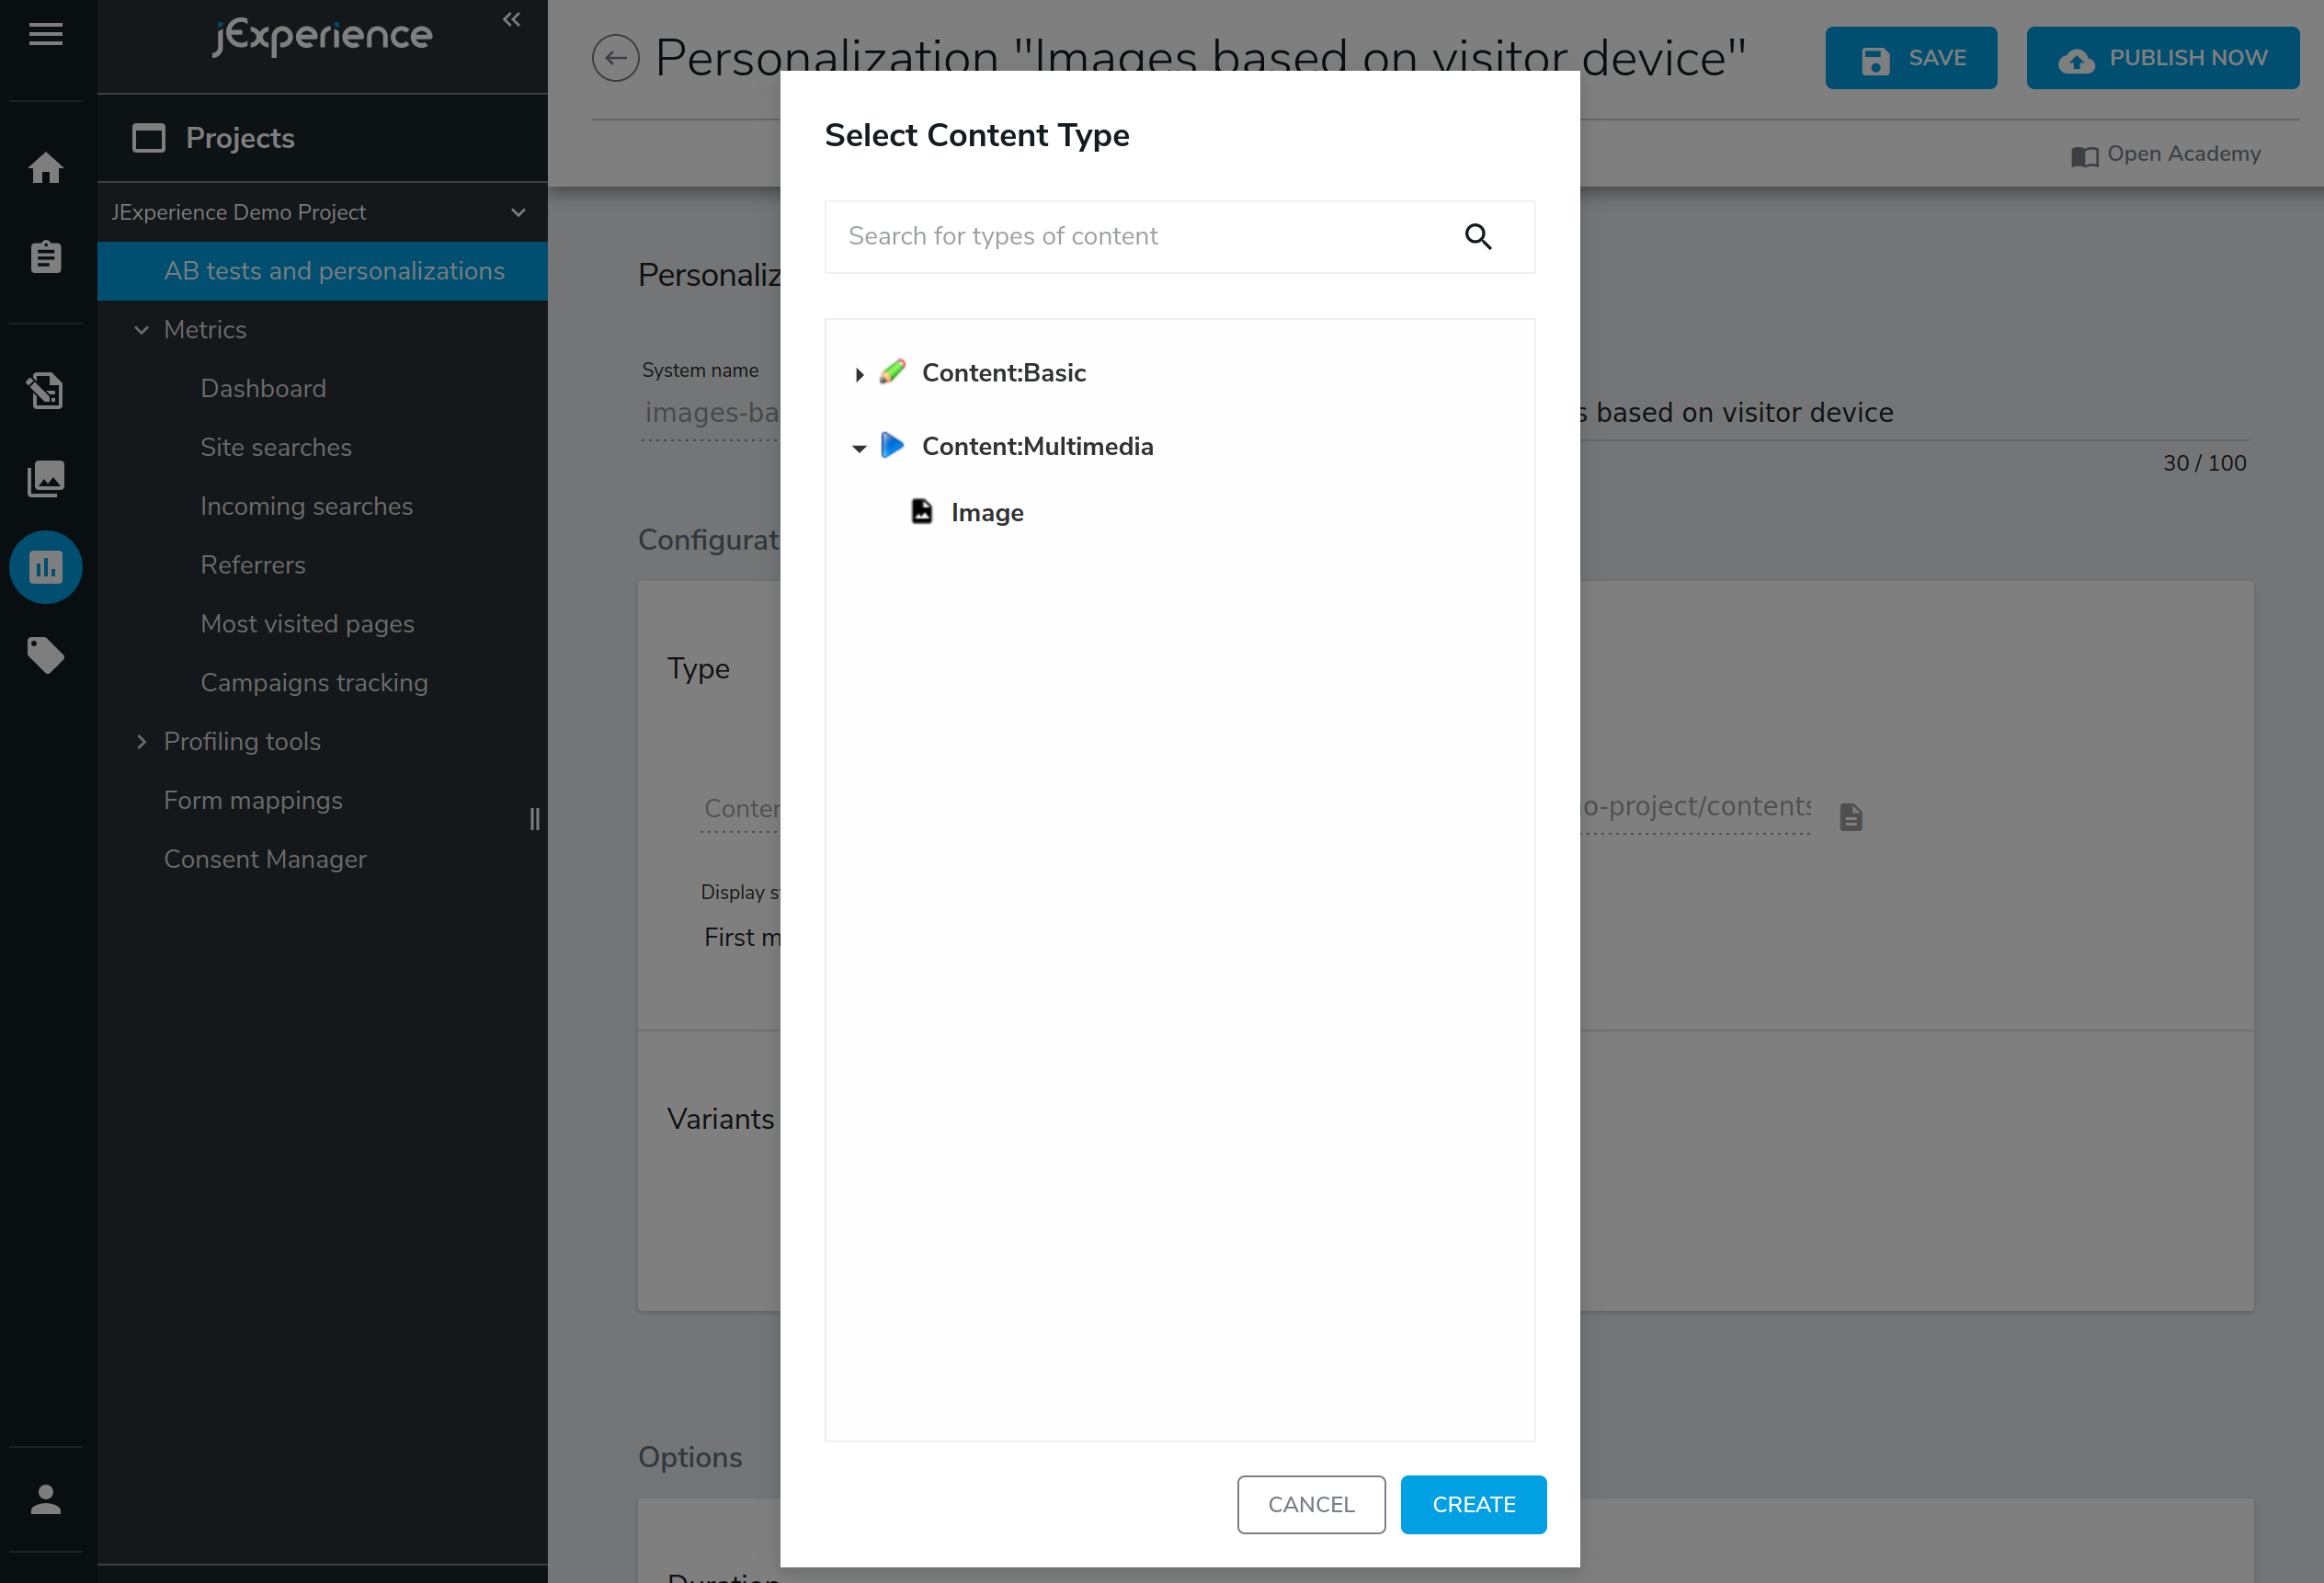 jExperience
Projects
JExperience Demo Project
AB tests and personalizations
Metrics
Dashboard
Site searches
Incoming searches
Referrers
Most visited pages
Campaigns tracking
Profiling tools
Form mappings
Consent Manager
Personalization "Images based on visitor device"
SAVE
PUBLISH NOW
Open Academy
Personaliz
System name
images-ba
s based on visitor device
30 / 100
Configurat
Type
Conten
o-project/contents
Display s
First m
Variants
Options
Duration
Select Content Type
Search for types of content
Content:Basic
Content:Multimedia
Image
CANCEL
CREATE